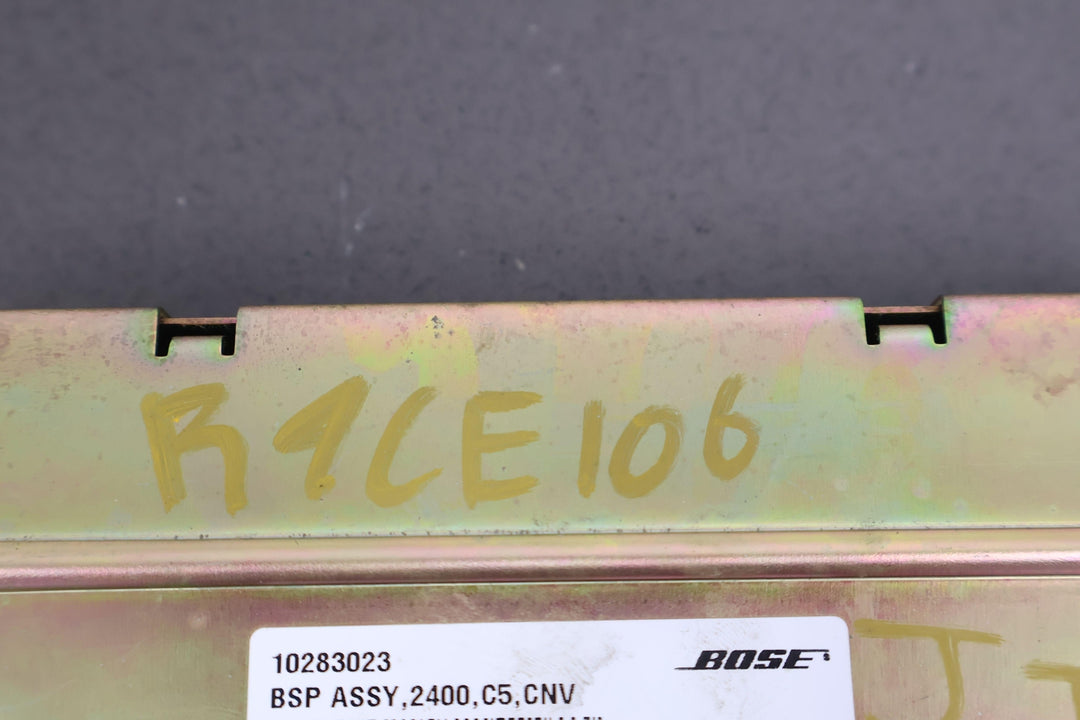 R9CE106
10283023 BOSE
BSP ASSY,2400,C5,CNV
J